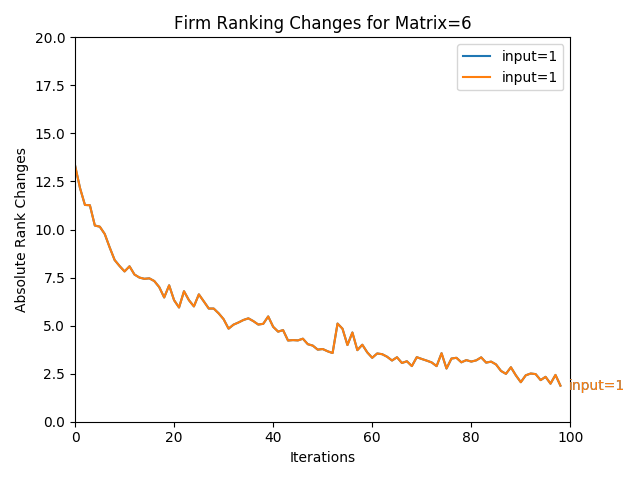 Firm Ranking Changes for Matrix=6
20.0
17.5
15.0
12.5
10.0
7.5
5.0
2.5
0.0
Absolute Rank Changes
input=1
input=1
input=1
0
20
40
60
80
100
Iterations